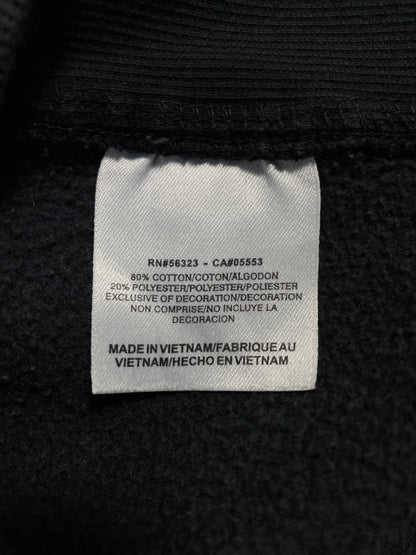 RN#56323 - CA#05553
80% COTTON/COTON/ALGODON
20% POLYESTER/POLYESTER/POLIESTER
EXCLUSIVE OF DECORATION/DECORATION
NON COMPRISE/NO INCLUYE LA
DECORACION
MADE IN VIETNAM/FABRIQUE AU
VIETNAM/HECHO EN VIETNAM